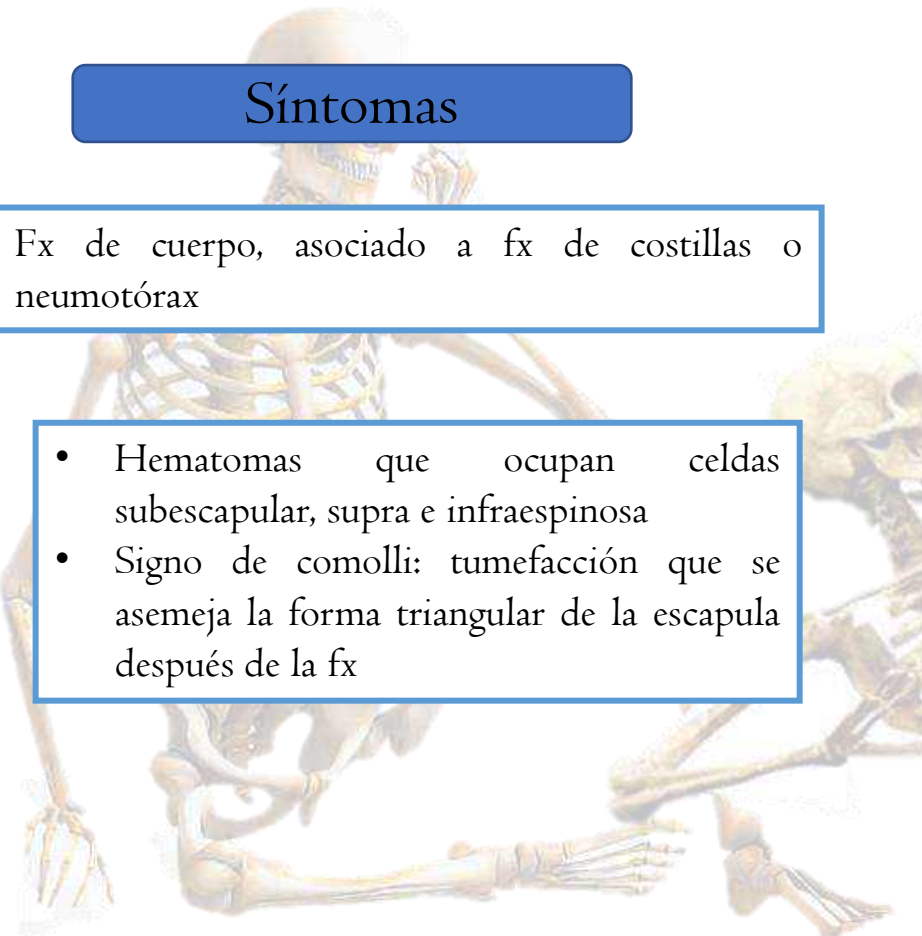 Síntomas
Fx de cuerpo, asociado a fx de costillas o
neumotórax
• Hematomas que ocupan celdas
subescapular, supra e infraespinosa
• Signo de comolli: tumefacción que se
asemeja la forma triangular de la escapula
después de la fx